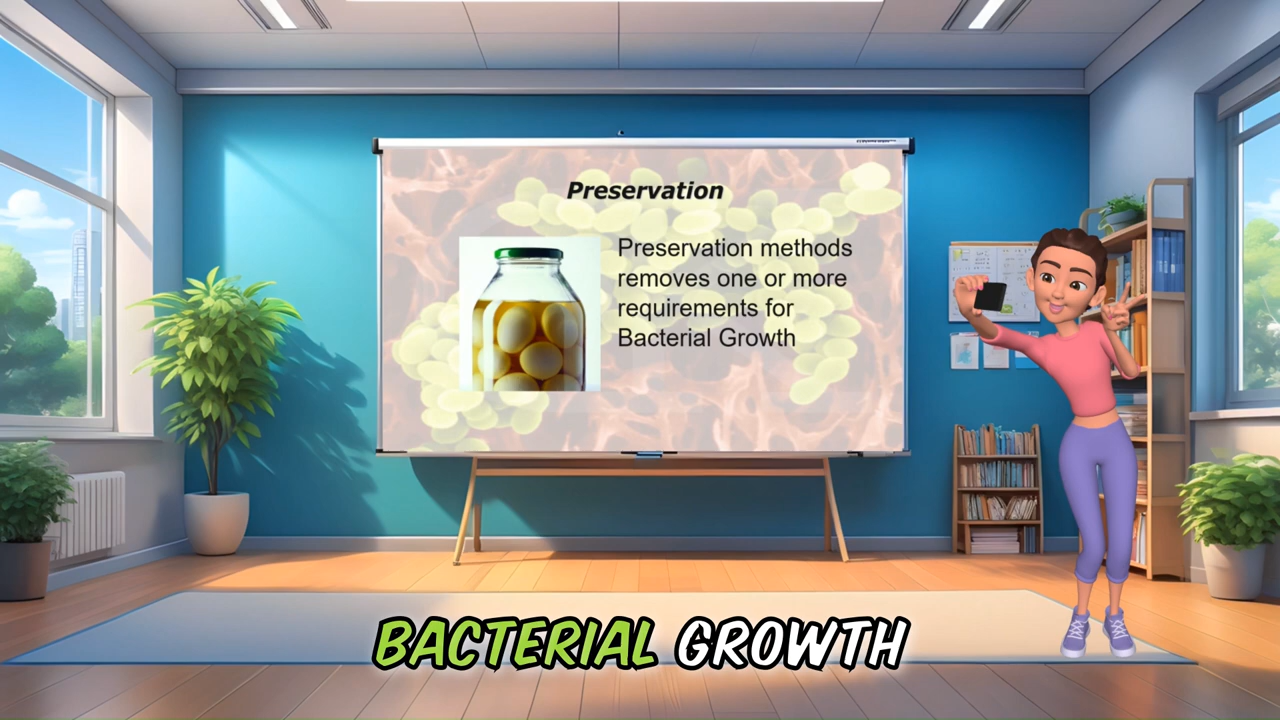 Preservation
Preservation methods
removes one or more
requirements for
Bacterial Growth
BACTERIAL GROWTH